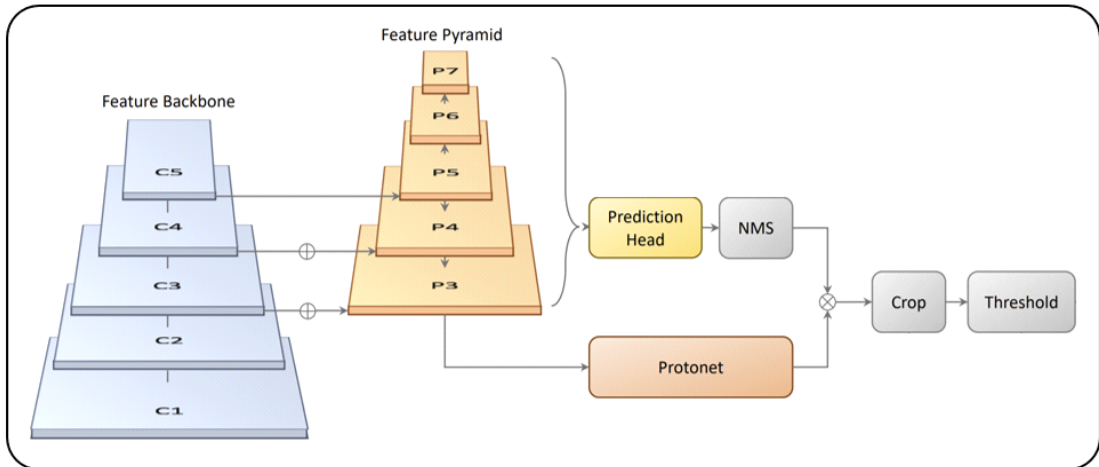 Feature Pyramid
Feature Backbone
P7
P6
P5
P4
P3
C5
C4
C3
C2
C1
Prediction
Head
NMS
Crop
Threshold
Protonet